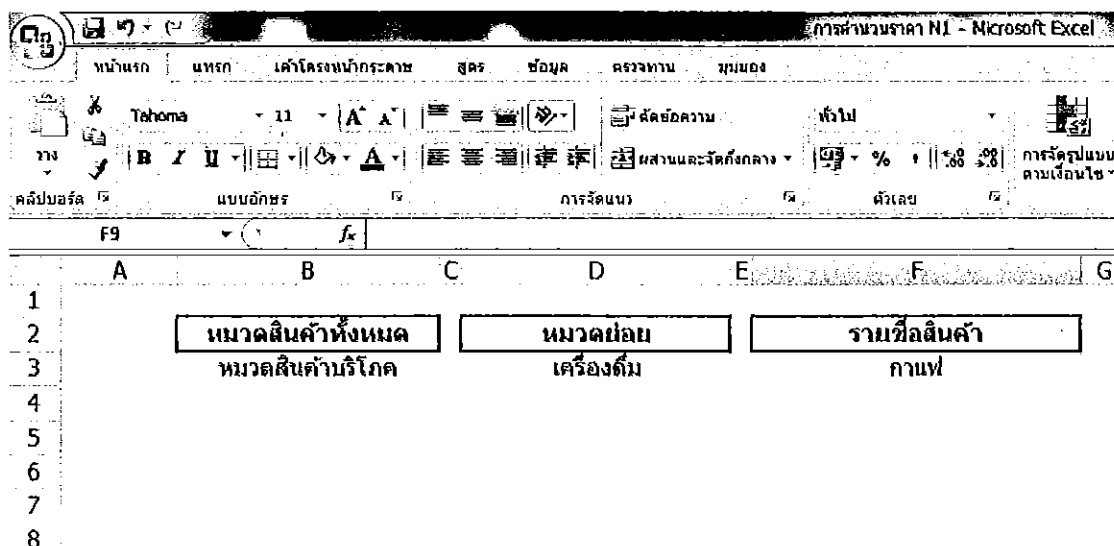 การคำนวนราคา N1 - Microsoft Excel
หน้าแรก แทรก เค้าโครงหน้ากระดาษ สูตร ข้อมูล ตรวจทาน มุมมอง
Tahoma 11 A A ตัดข้อความ ทั่วไป
วาง B I U A ผสานและจัดกึ่งกลาง % , .00 .00 การจัดรูปแบบ
ตามเงื่อนไข
คลิปบอร์ด แบบอักษร การจัดแนว ตัวเลข
F9 fx
A B C D E F G
1
2 หมวดสินค้าทั้งหมด หมวดย่อย รายชื่อสินค้า
3 หมวดสินค้าบริโภค เครื่องดื่ม กาแฟ
4
5
6
7
8